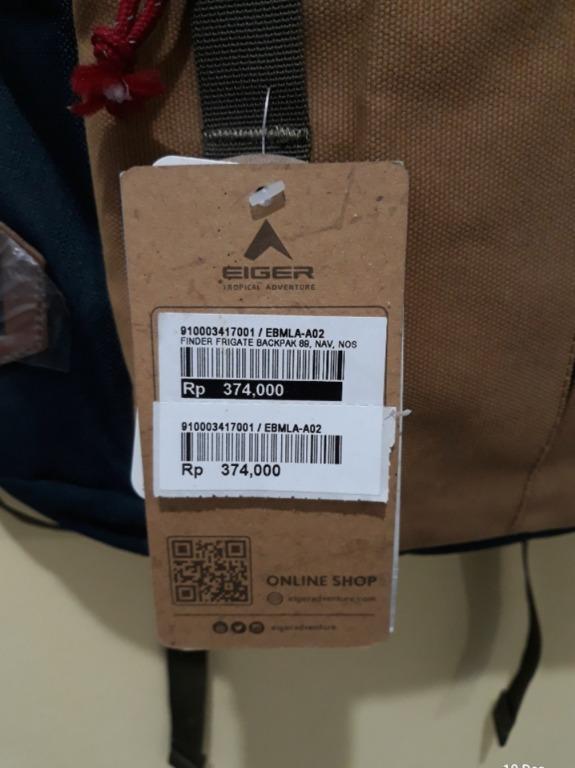 EIGER
TROPICAL ADVENTURE
910003417001 / EBMLA-A02
FINDER FRIGATE BACKPAK 89, NAV, NOS
Rp 374,000
910003417001 / EBMLA-A02
Rp 374,000
ONLINE SHOP
eigeradventure.com
eigeradventure